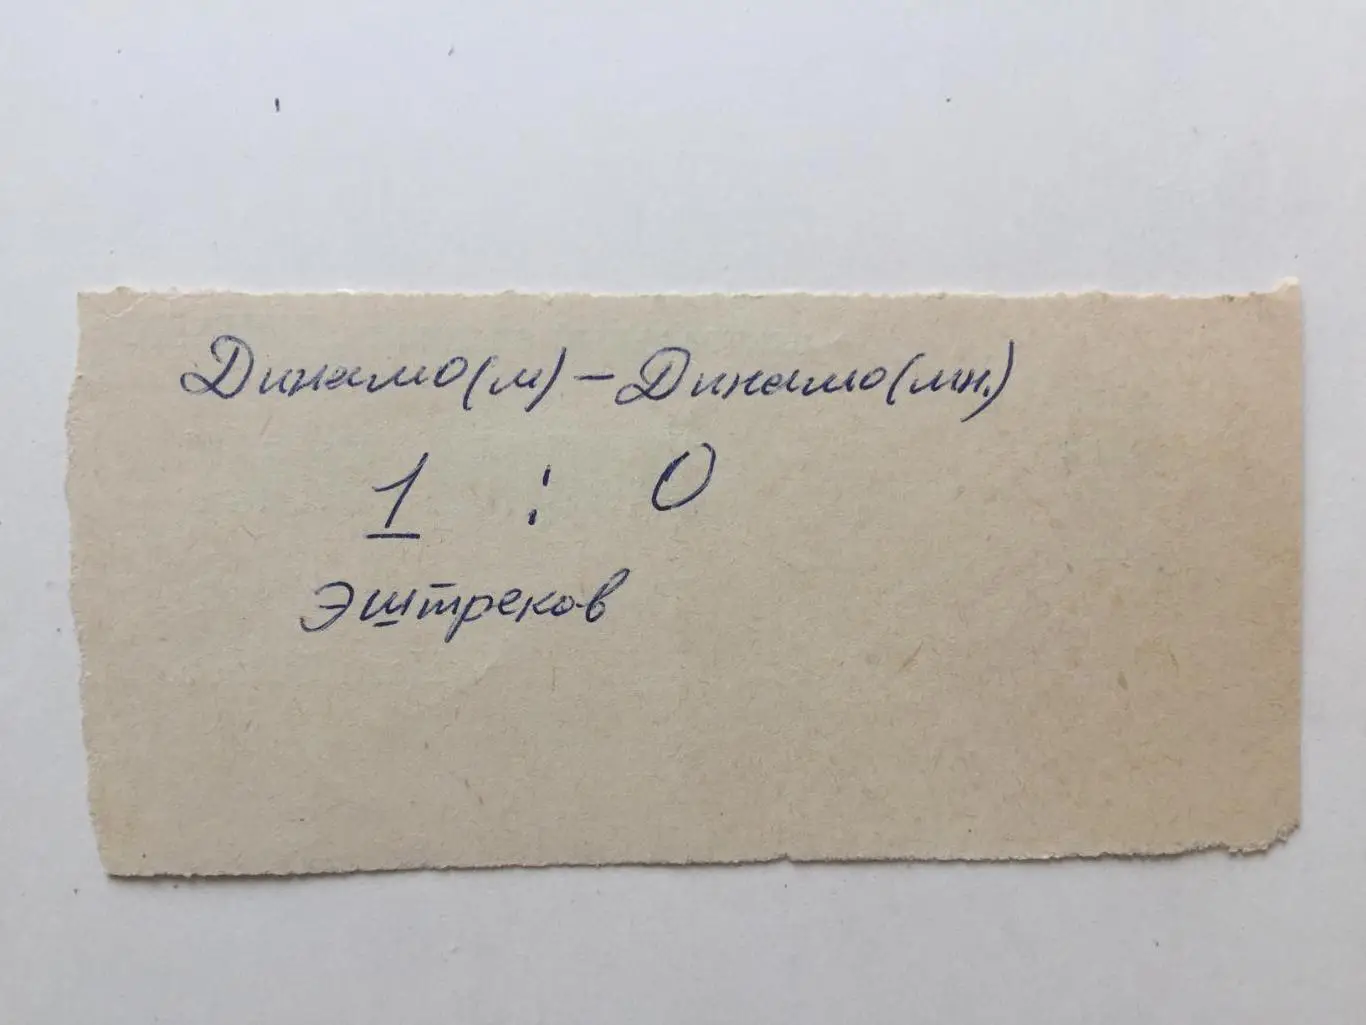 Динамо(м) – Динамо(мн.)
1 : 0
Эштреков